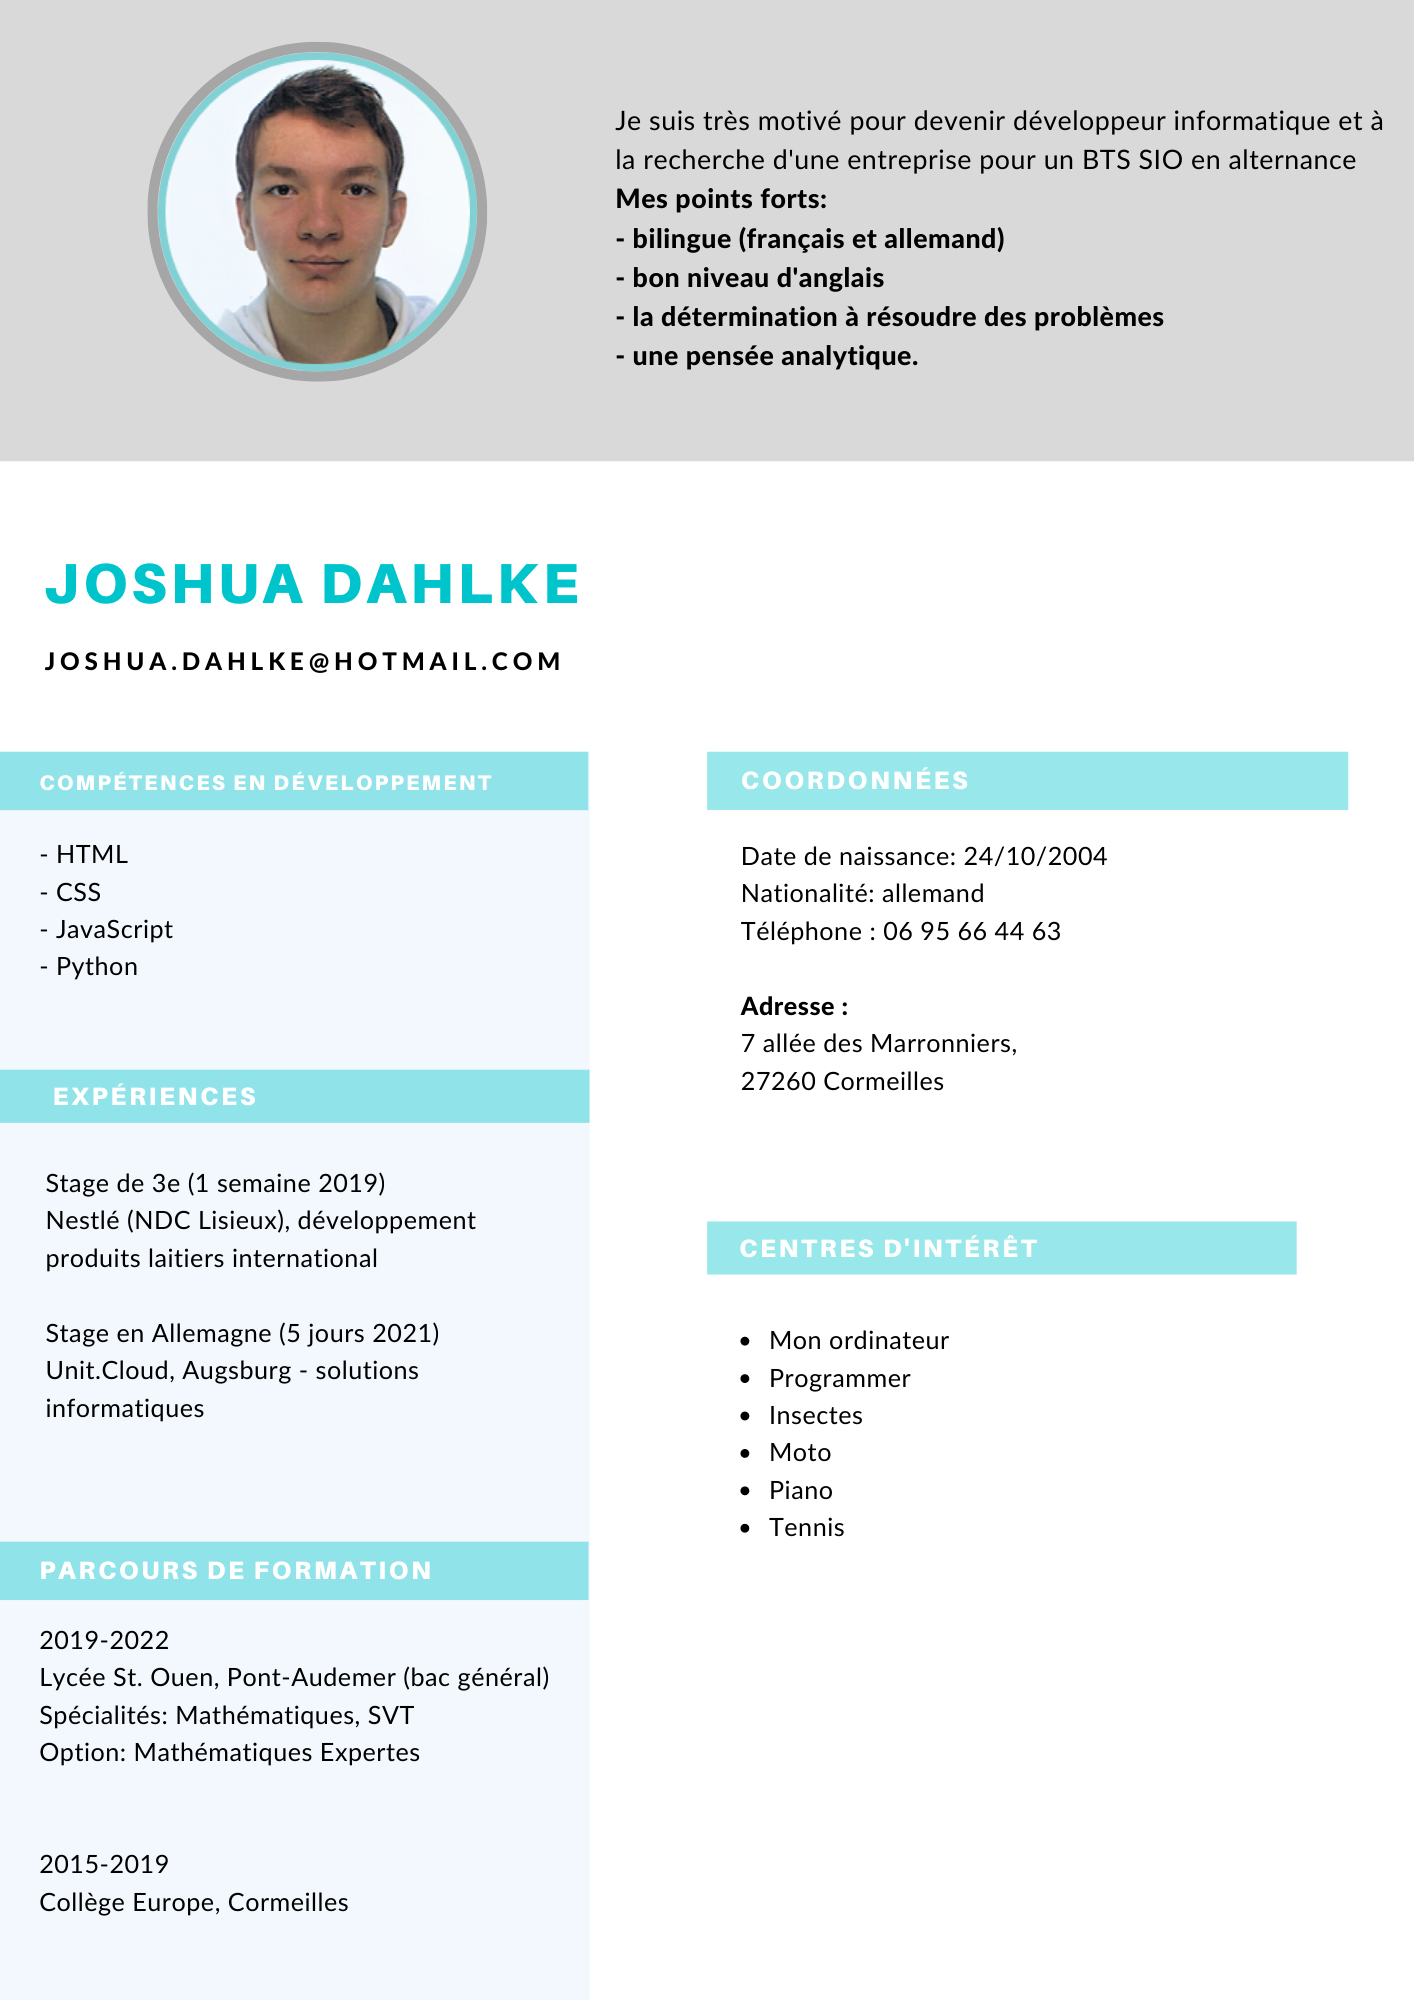 Je suis très motivé pour devenir développeur informatique et à
la recherche d'une entreprise pour un BTS SIO en alternance
Mes points forts:
- bilingue (français et allemand)
- bon niveau d'anglais
- la détermination à résoudre des problèmes
- une pensée analytique.
JOSHUA DAHLKE
JOSHUA.DAHLKE@HOTMAIL.COM
COMPÉTENCES EN DÉVELOPPEMENT
- HTML
- CSS
- JavaScript
- Python
EXPÉRIENCES
Stage de 3e (1 semaine 2019)
Nestlé (NDC Lisieux), développement
produits laitiers international
Stage en Allemagne (5 jours 2021)
Unit.Cloud, Augsburg - solutions
informatiques
PARCOURS DE FORMATION
2019-2022
Lycée St. Ouen, Pont-Audemer (bac général)
Spécialités: Mathématiques, SVT
Option: Mathématiques Expertes
2015-2019
Collège Europe, Cormeilles
COORDONNÉES
Date de naissance: 24/10/2004
Nationalité: allemand
Téléphone : 06 95 66 44 63
Adresse :
7 allée des Marronniers,
27260 Cormeilles
CENTRES D'INTÉRÊT
• Mon ordinateur
• Programmer
• Insectes
• Moto
• Piano
• Tennis